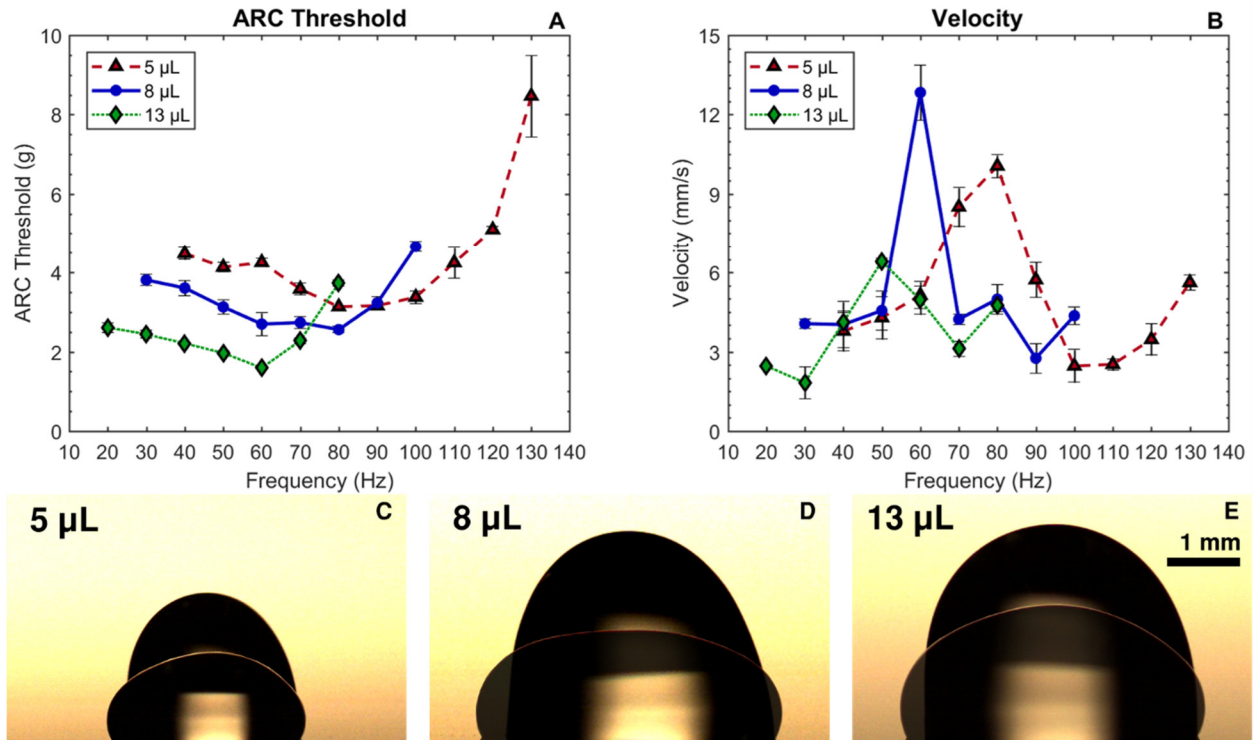 ARC Threshold
A
10
8
6
4
2
0
ARC Threshold (g)
5 µL
8 µL
13 µL
10 20 30 40 50 60 70 80 90 100 110 120 130 140
Frequency (Hz)
Velocity
B
15
12
9
6
3
0
Velocity (mm/s)
5 µL
8 µL
13 µL
10 20 30 40 50 60 70 80 90 100 110 120 130 140
Frequency (Hz)
5 µL
C
8 µL
D
13 µL
E
1 mm